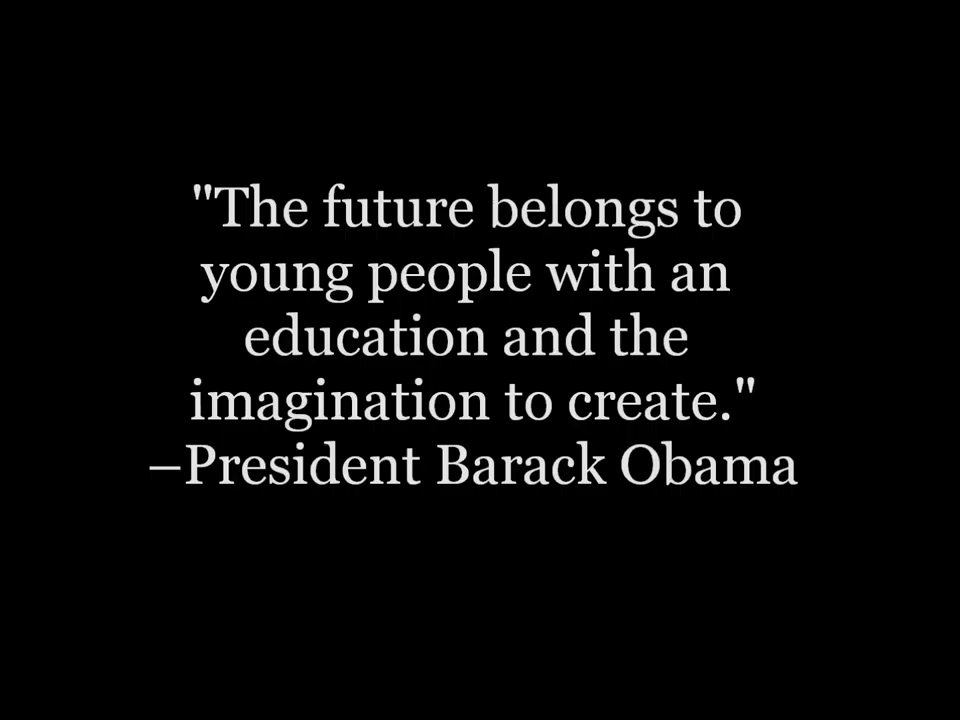 "The future belongs to
young people with an
education and the
imagination to create."
–President Barack Obama